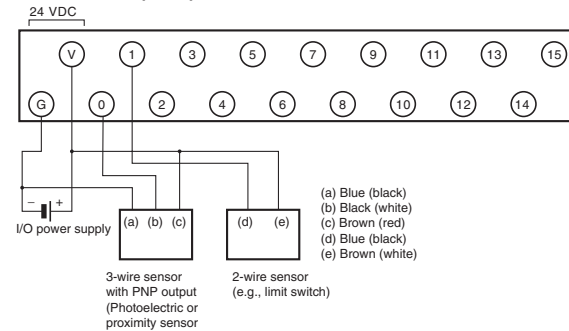 24 VDC
V 1 3 5 7 9 11 13 15
G 0 2 4 6 8 10 12 14
− +
I/O power supply
(a) (b) (c)
(d) (e)
(a) Blue (black)
(b) Black (white)
(c) Brown (red)
(d) Blue (black)
(e) Brown (white)
3-wire sensor
with PNP output
(Photoelectric or
proximity sensor
2-wire sensor
(e.g., limit switch)